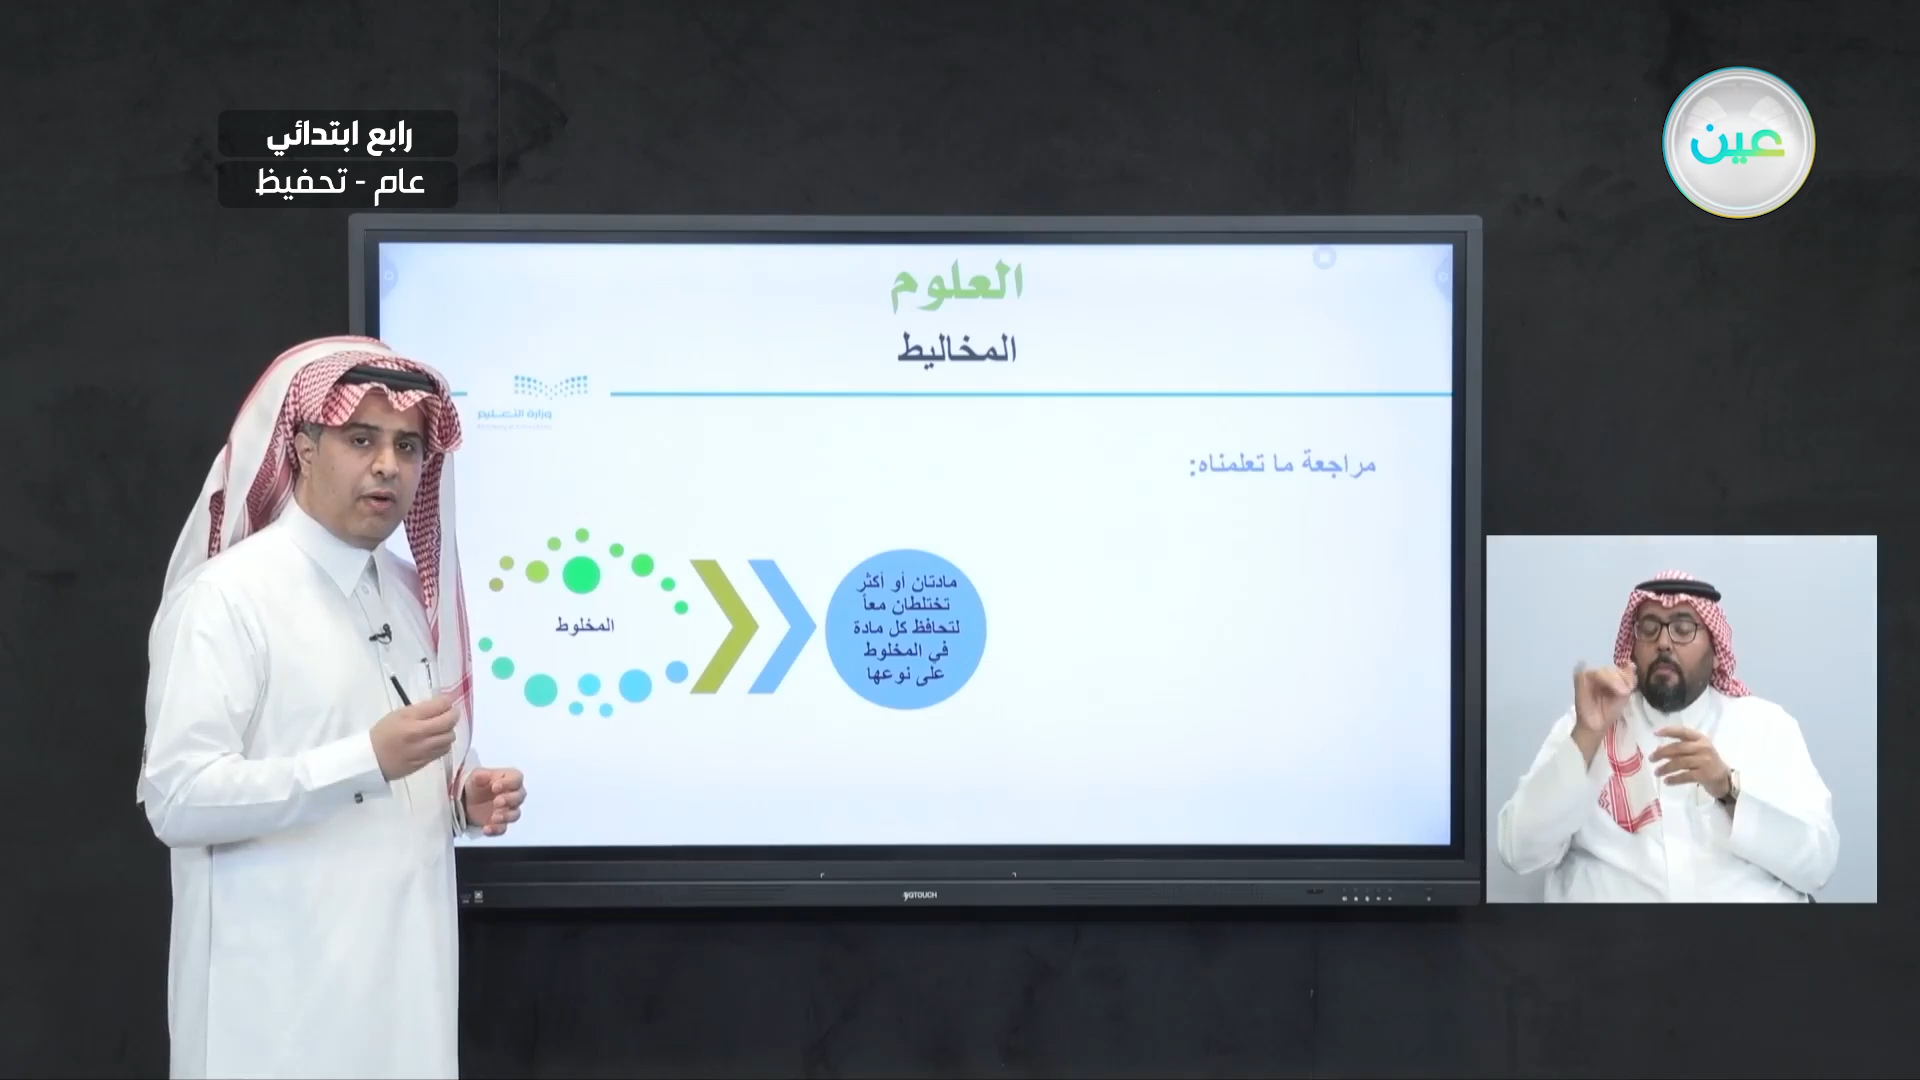 رابع ابتدائي
عام - تحفيظ
عين
العلوم
المخاليط
وزارة التعـليم
مراجعة ما تعلمناه:
مادتان أو أكثر
تختلطان معاً
لتحافظ كل مادة
في المخلوط
على نوعها
المخلوط